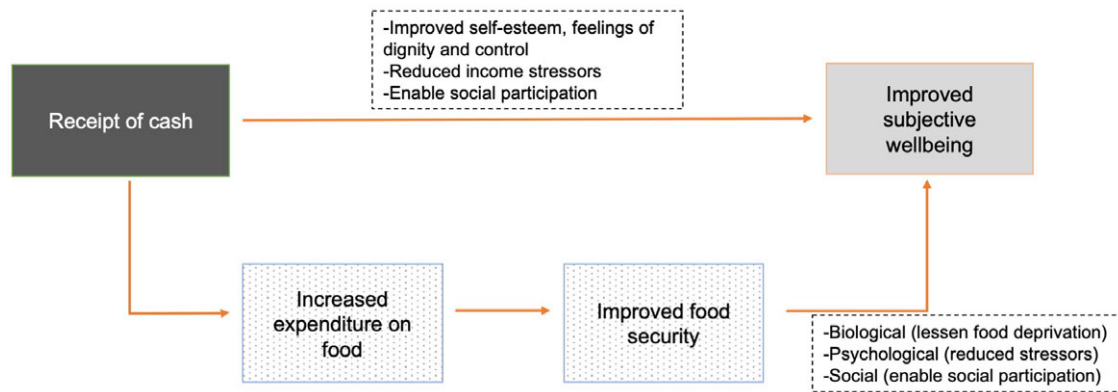 -Improved self-esteem, feelings of
dignity and control
-Reduced income stressors
-Enable social participation
Receipt of cash
Improved
subjective
wellbeing
Increased
expenditure on
food
Improved food
security
-Biological (lessen food deprivation)
-Psychological (reduced stressors)
-Social (enable social participation)